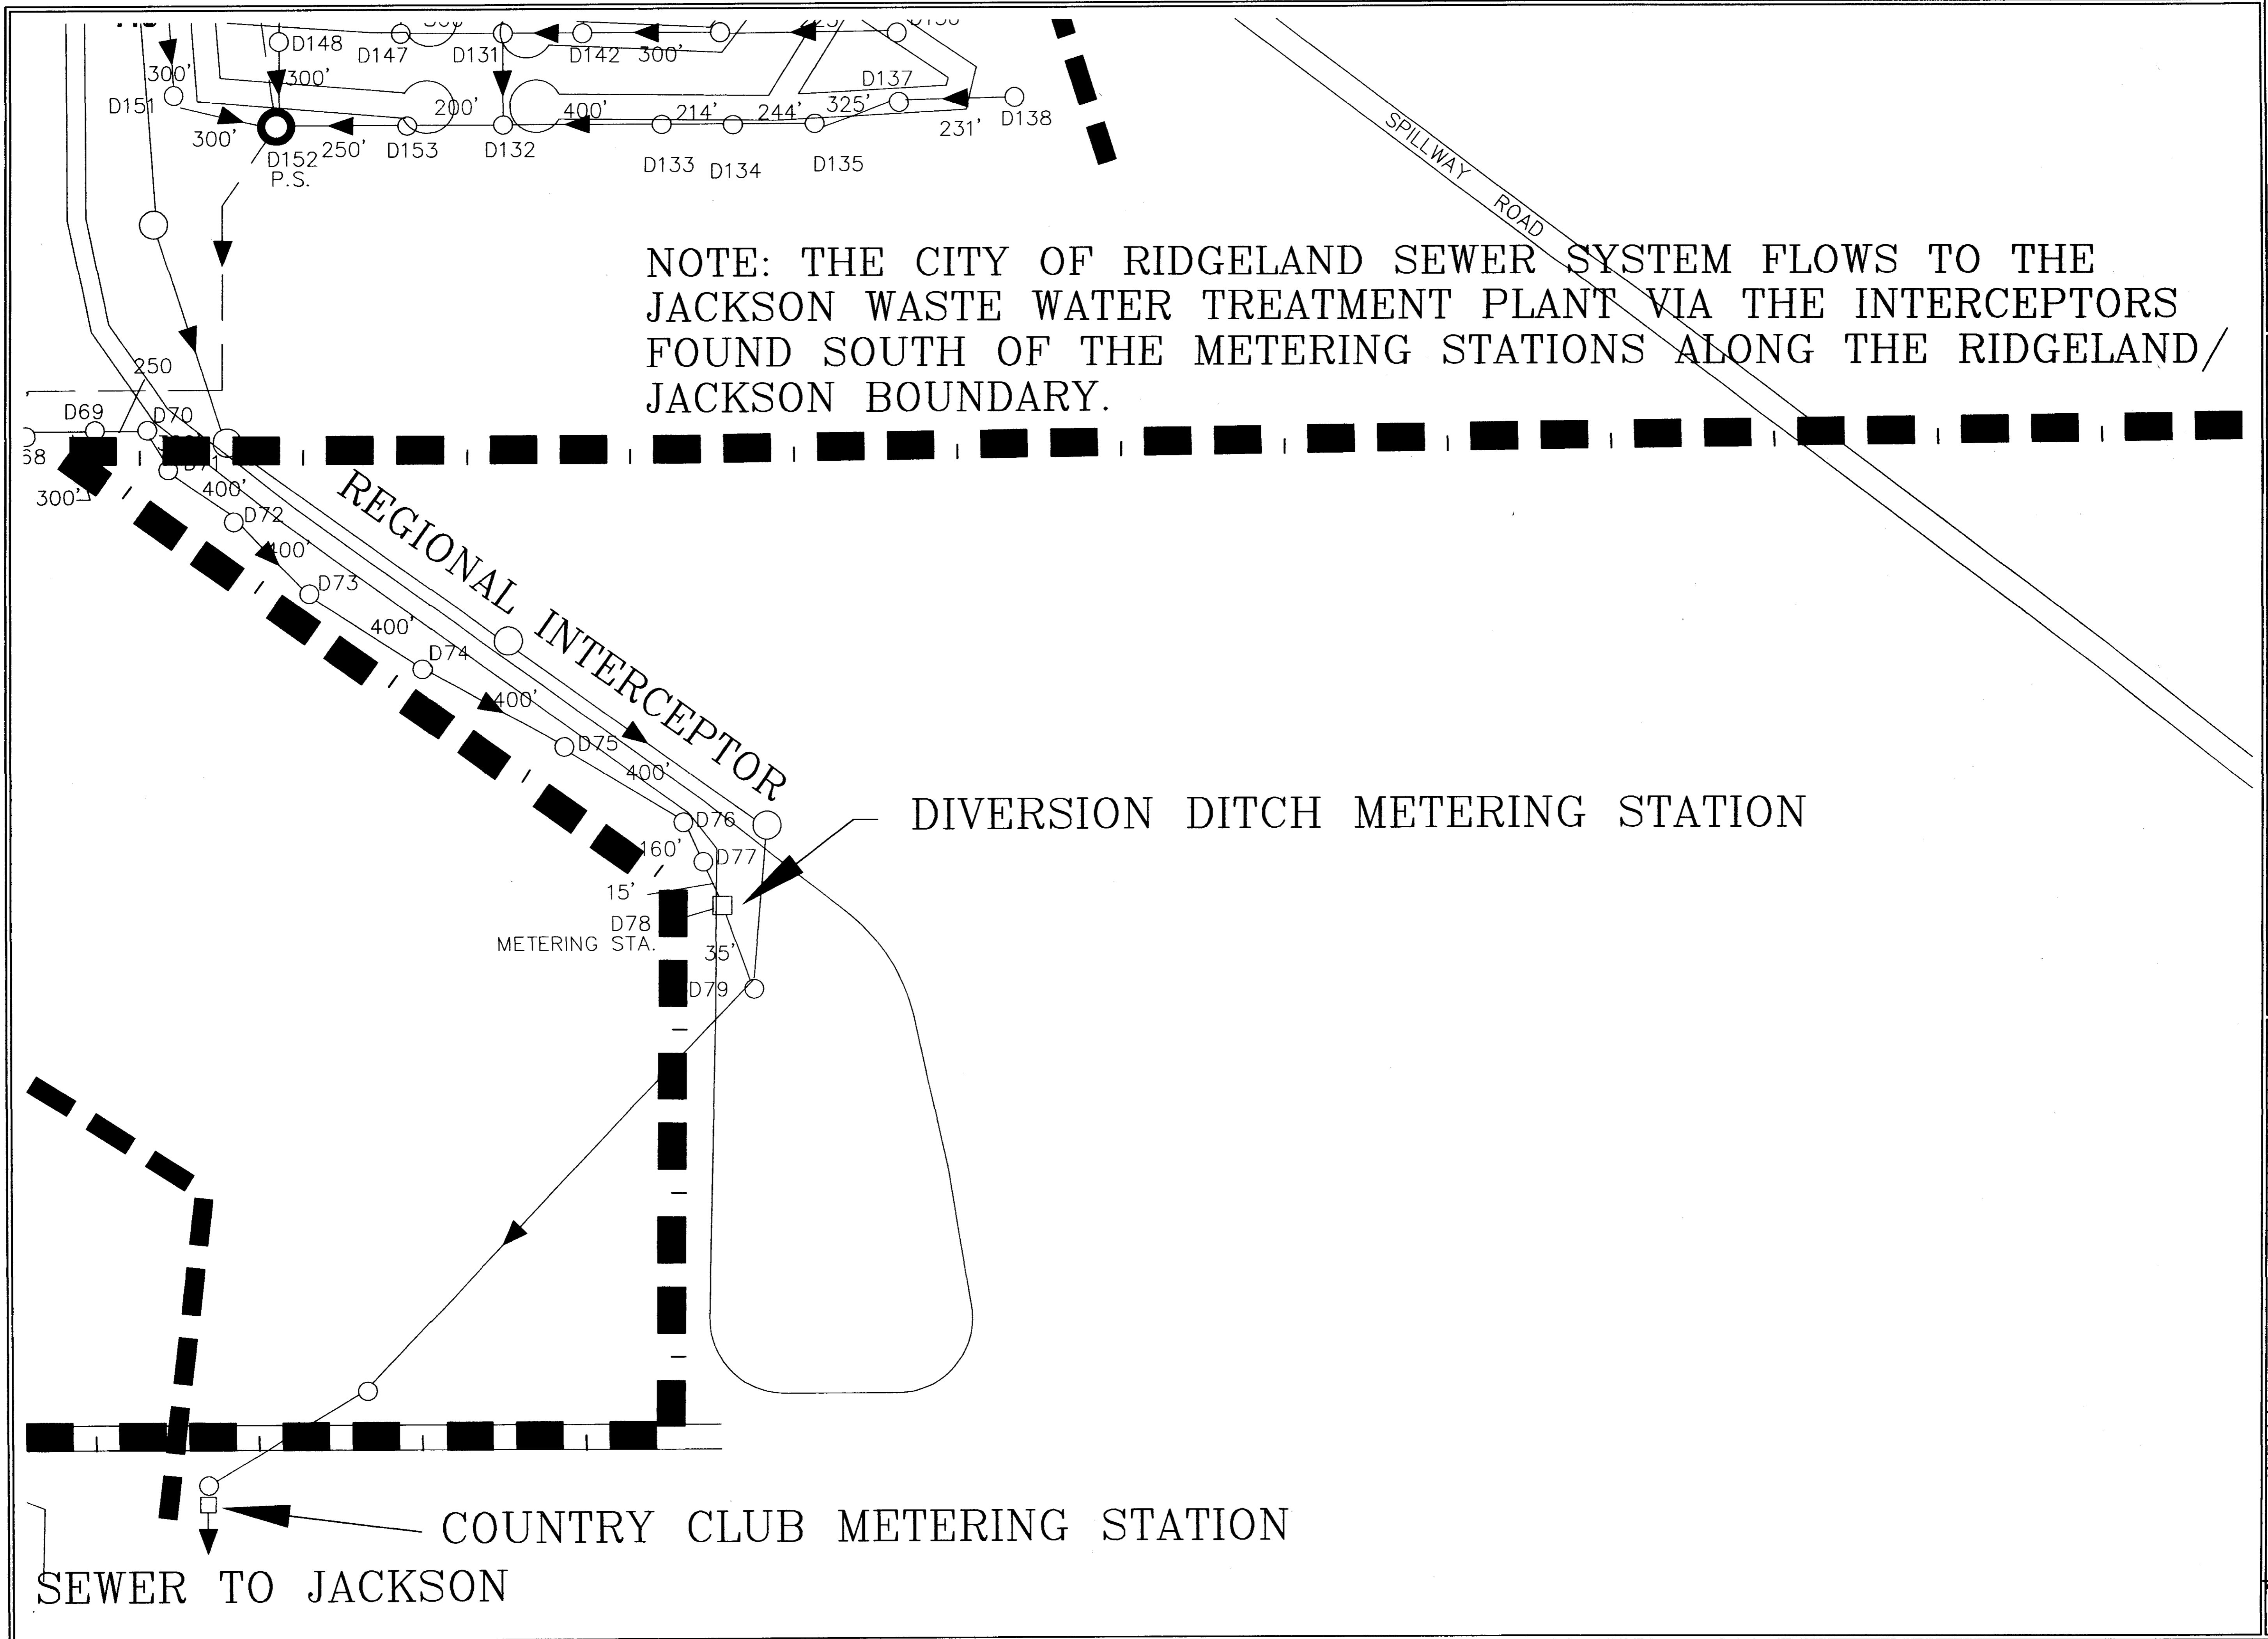 D148
D147
D131
D142
300'
D137
300'
300'
D151
200'
400'
214'
244'
325'
231'
D138
300'
D152
P.S.
250'
D153
D132
D133
D134
D135
SPILLWAY ROAD
NOTE: THE CITY OF RIDGELAND SEWER SYSTEM FLOWS TO THE
JACKSON WASTE WATER TREATMENT PLANT VIA THE INTERCEPTORS
FOUND SOUTH OF THE METERING STATIONS ALONG THE RIDGELAND/
JACKSON BOUNDARY.
250
D69
D70
D71
300'
400'
D72
400'
D73
REGIONAL INTERCEPTOR
400'
D74
400'
D75
400'
D76
DIVERSION DITCH METERING STATION
160'
D77
15'
D78
METERING STA.
35'
D79
COUNTRY CLUB METERING STATION
SEWER TO JACKSON